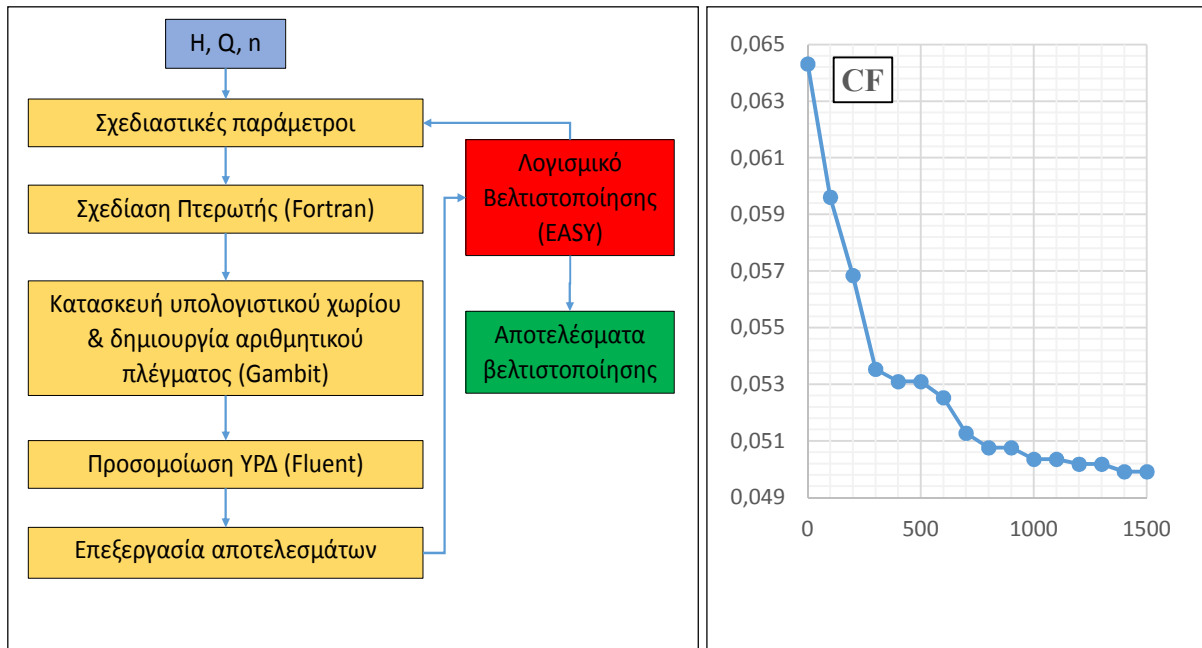 H, Q, n
Σχεδιαστικές παράμετροι
Σχεδίαση Πτερωτής (Fortran)
Κατασκευή υπολογιστικού χωρίου
& δημιουργία αριθμητικού
πλέγματος (Gambit)
Προσομοίωση ΥΡΔ (Fluent)
Επεξεργασία αποτελεσμάτων
Λογισμικό
Βελτιστοποίησης
(EASY)
Αποτελέσματα
βελτιστοποίησης
CF
0,065
0,063
0,061
0,059
0,057
0,055
0,053
0,051
0,049
0 500 1000 1500